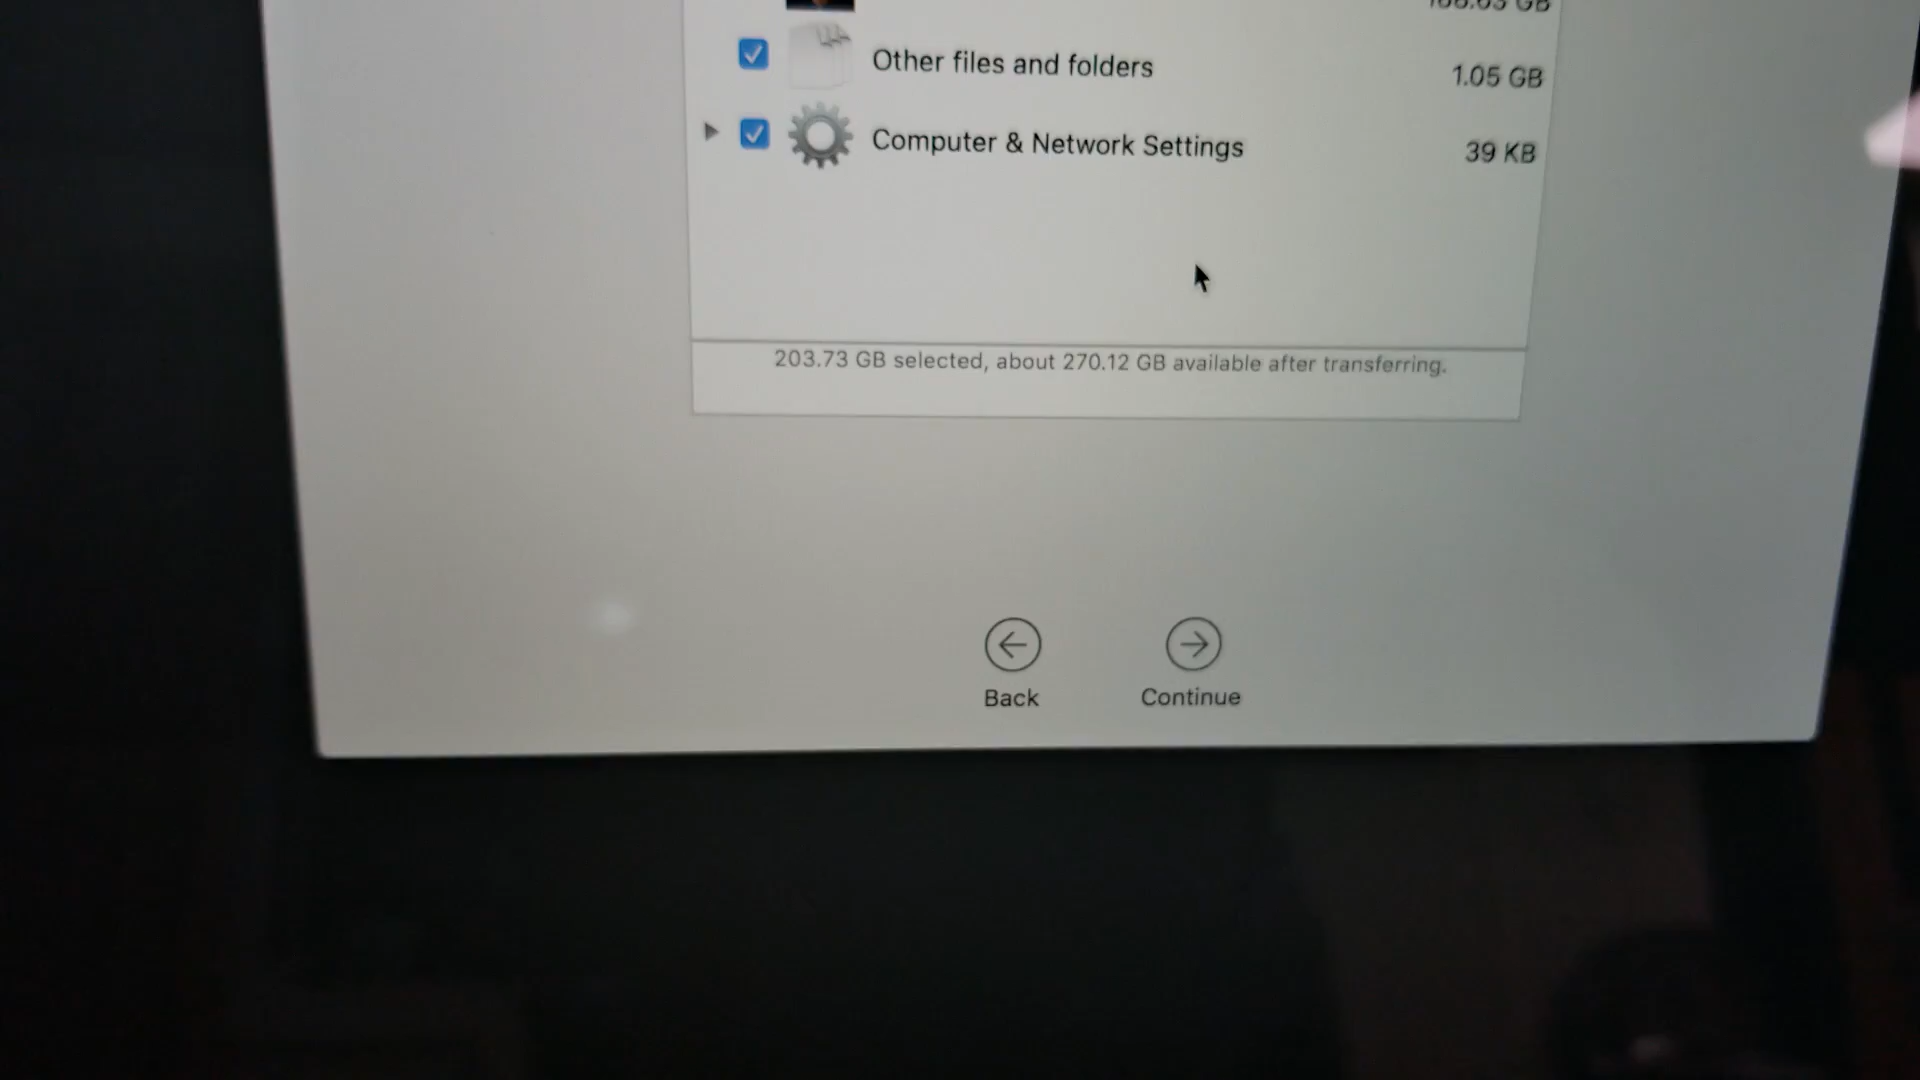 Other files and folders 1.05 GB
Computer & Network Settings 39 KB
203.73 GB selected, about 270.12 GB available after transferring.
Back Continue